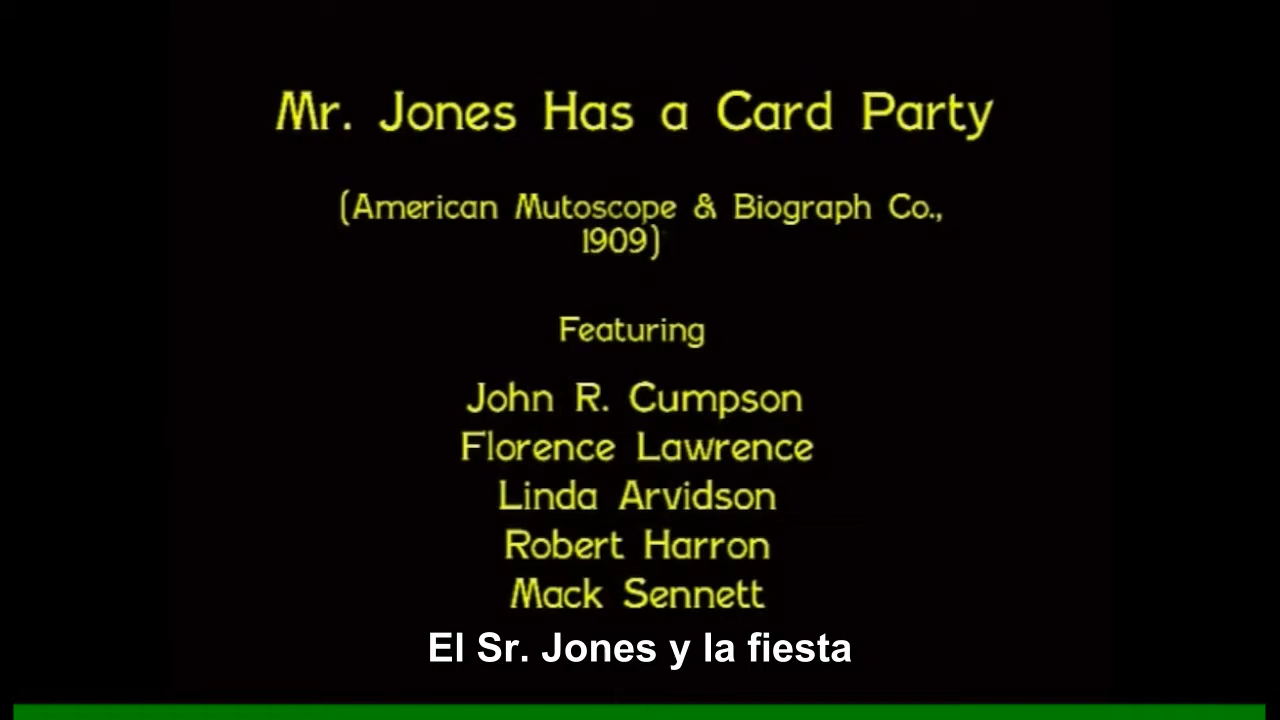 Mr. Jones Has a Card Party
(American Mutoscope & Biograph Co.,
1909)
Featuring
John R. Cumpson
Florence Lawrence
Linda Arvidson
Robert Harron
Mack Sennett
El Sr. Jones y la fiesta